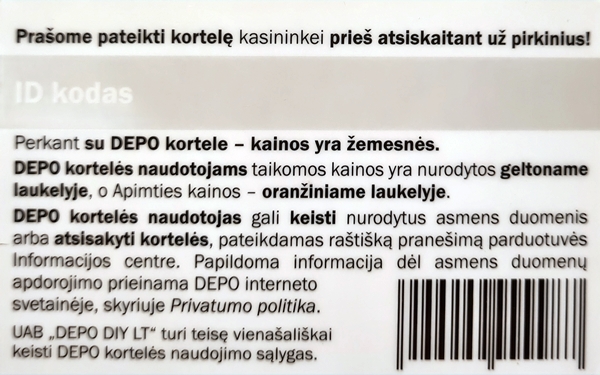 Prašome pateikti kortelę kasininkei prieš atsiskaitant už pirkinius!
ID kodas
Perkant su DEPO kortele – kainos yra žemesnės.
DEPO kortelės naudotojams taikomos kainos yra nurodytos geltoname
laukelyje, o Apimties kainos – oranžiniame laukelyje.
DEPO kortelės naudotojas gali keisti nurodytus asmens duomenis
arba atsisakyti kortelės, pateikdamas raštišką pranešimą parduotuvės
Informacijos centre. Papildoma informacija dėl asmens duomenų
apdorojimo prieinama DEPO interneto
svetainėje, skyriuje Privatumo politika.
UAB „DEPO DIY LT“ turi teisę vienašališkai
keisti DEPO kortelės naudojimo sąlygas.